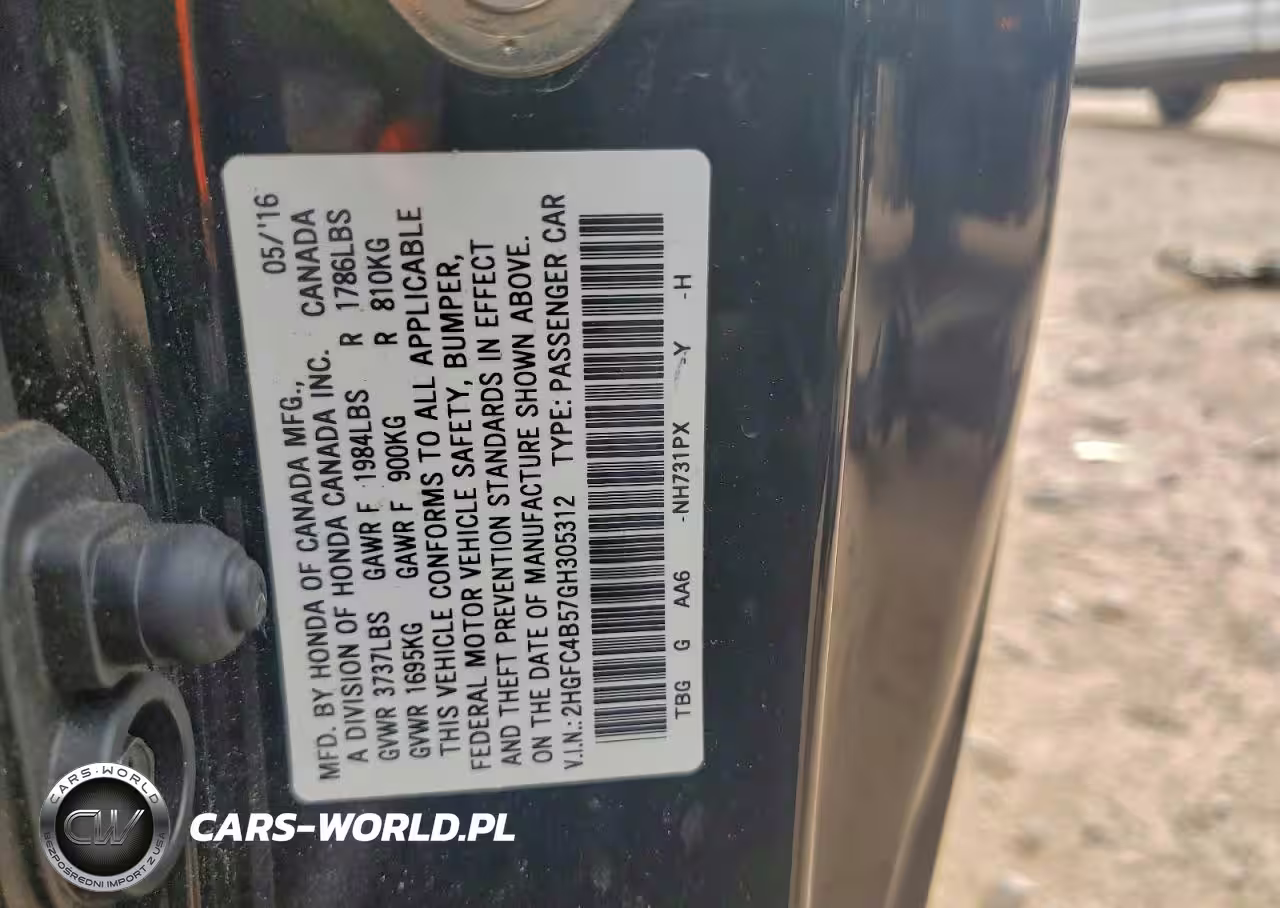 MFD. BY HONDA OF CANADA MFG., 05/'16
A DIVISION OF HONDA CANADA INC. CANADA
GVWR 3737LBS GAWR F 1984LBS R 1786LBS
GVWR 1695KG GAWR F 900KG R 810KG
THIS VEHICLE CONFORMS TO ALL APPLICABLE
FEDERAL MOTOR VEHICLE SAFETY, BUMPER,
AND THEFT PREVENTION STANDARDS IN EFFECT
ON THE DATE OF MANUFACTURE SHOWN ABOVE.
V.I.N.: 2HGFC4B57GH305312 TYPE: PASSENGER CAR
TBG G AA6 -NH731PX -Y -H
CARS-WORLD
CW
BEZPOŚREDNI IMPORT Z USA
CARS-WORLD.PL